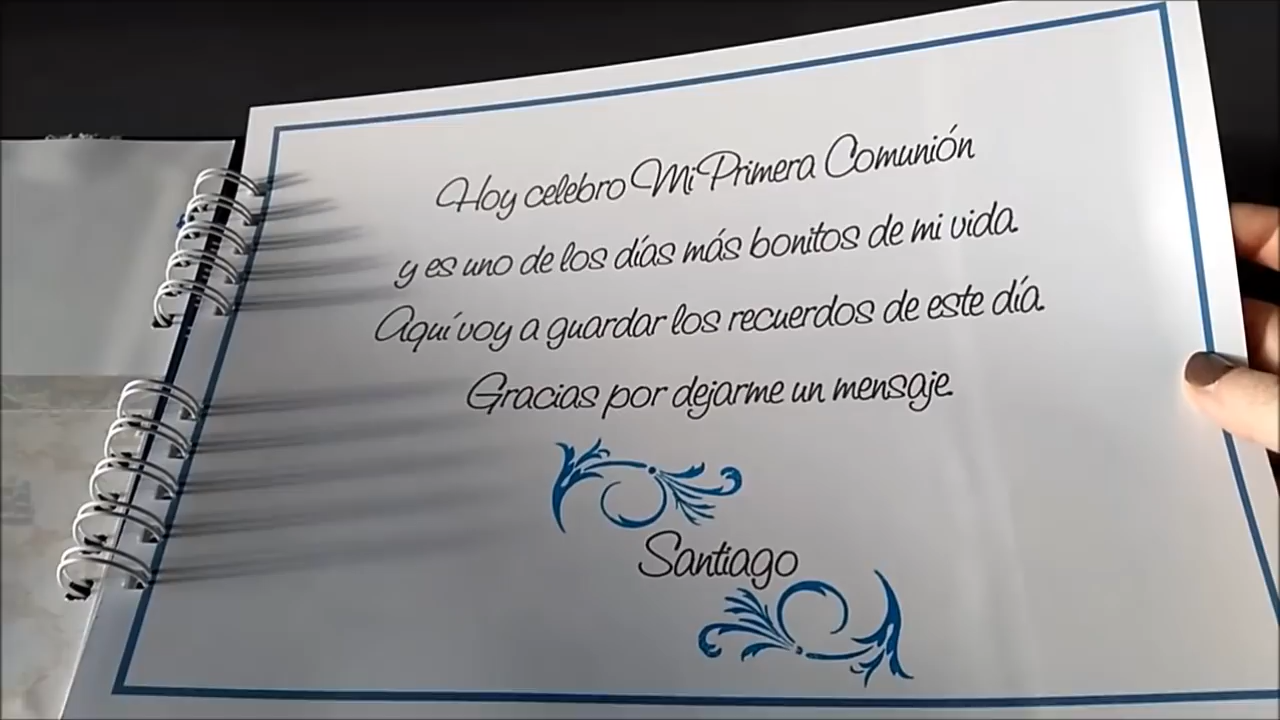 Hoy celebro Mi Primera Comunión
y es uno de los días más bonitos de mi vida.
Aquí voy a guardar los recuerdos de este día.
Gracias por dejarme un mensaje.
Santiago